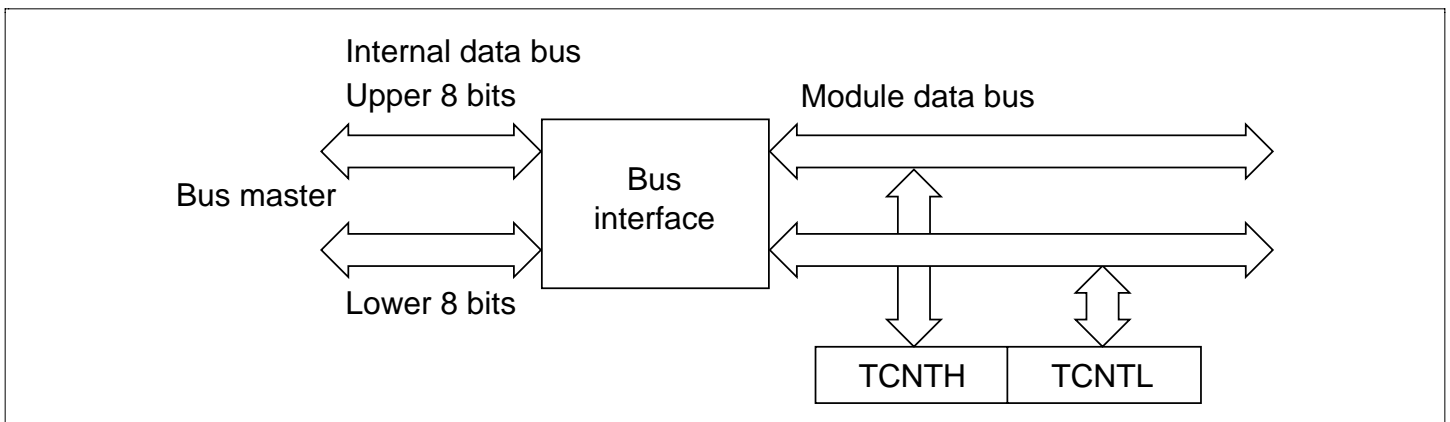 Internal data bus
Upper 8 bits
Module data bus
Bus master
Bus
interface
Lower 8 bits
TCNTH
TCNTL